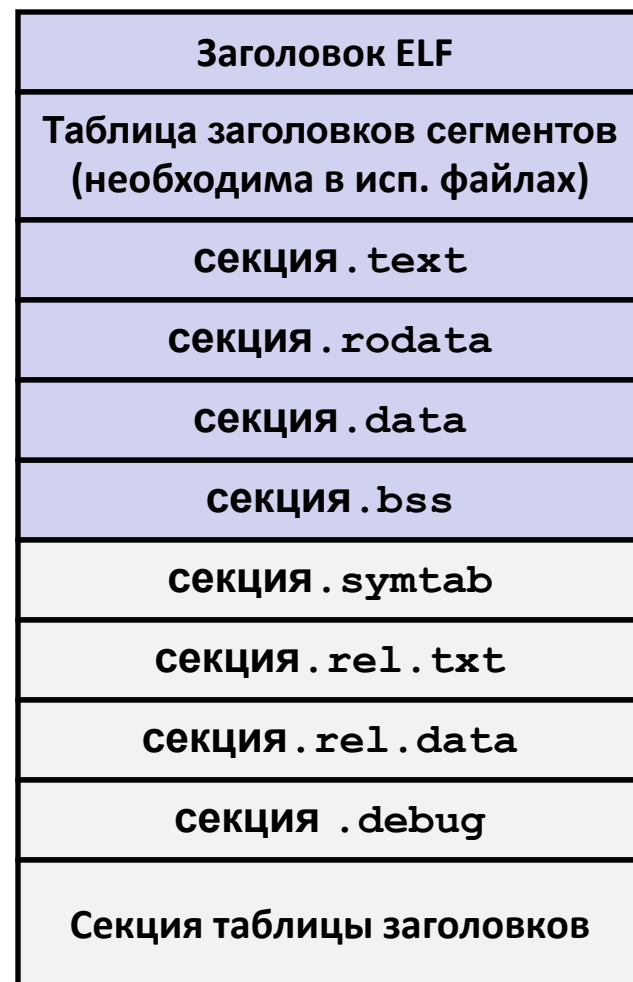 Заголовок ELF
Таблица заголовков сегментов
(необходима в исп. файлах)
секция.text
секция.rodata
секция.data
секция.bss
секция.symtab
секция.rel.txt
секция.rel.data
секция .debug
Секция таблицы заголовков